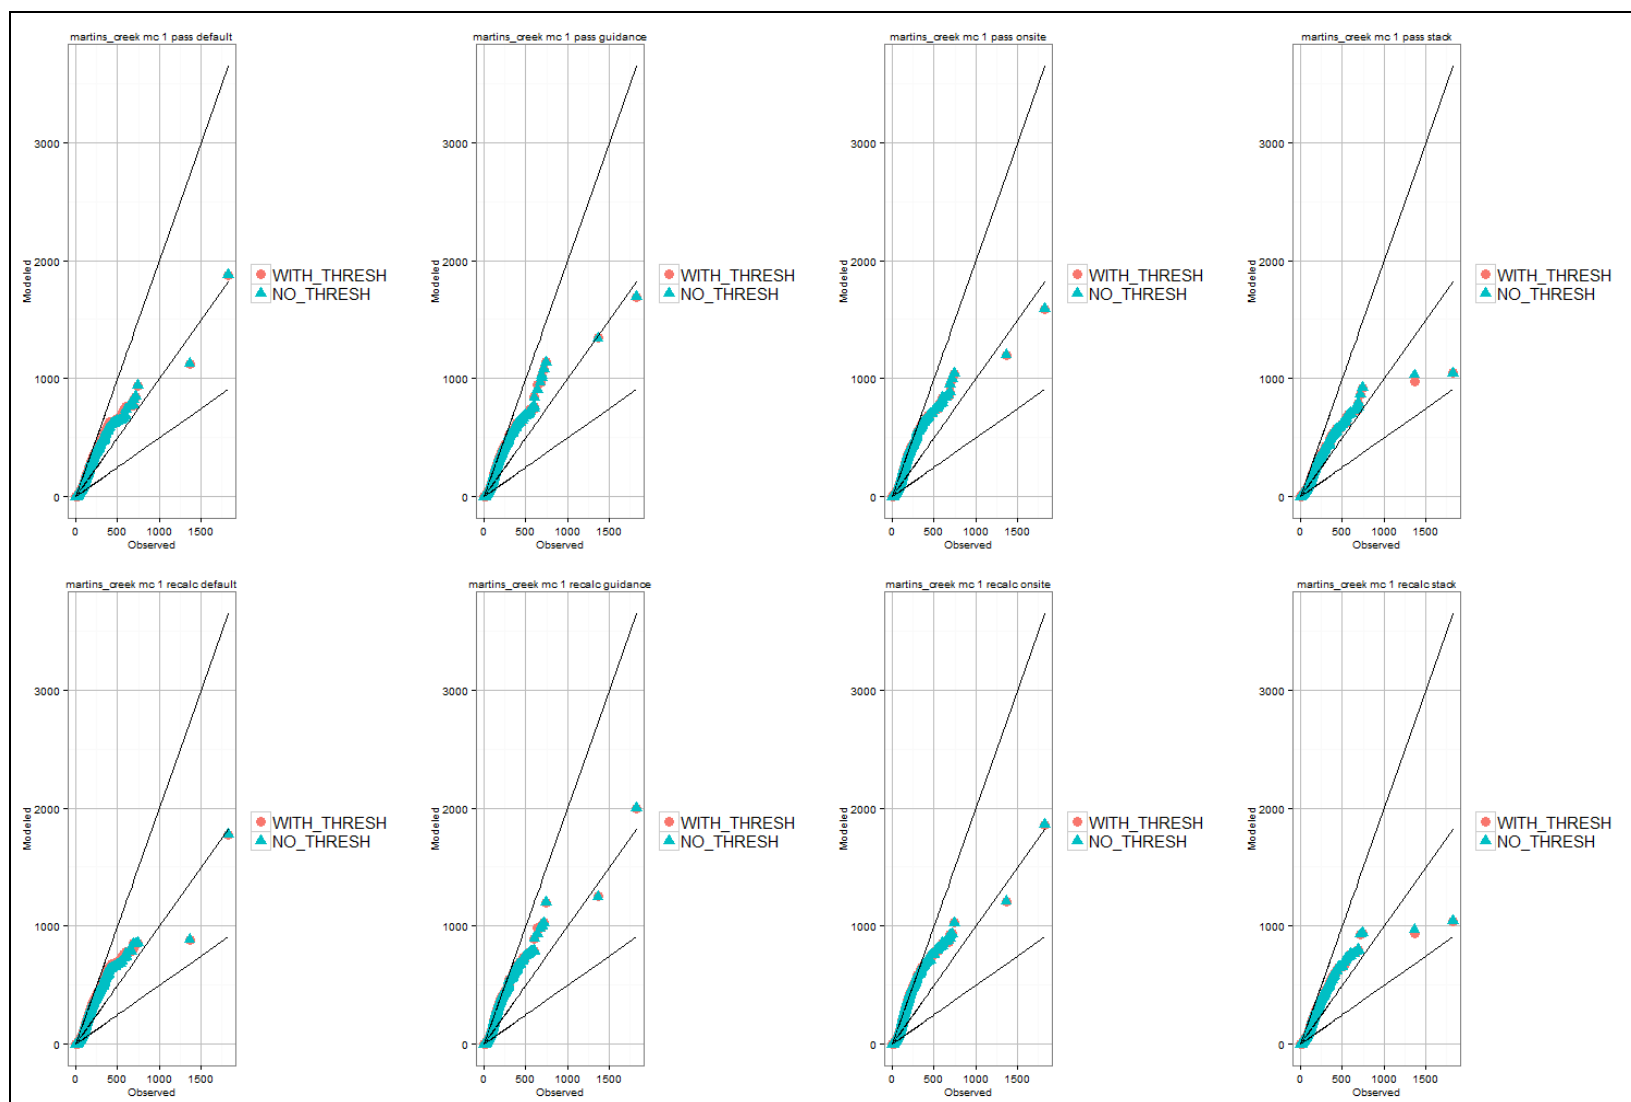 martins_creek mc 1 pass default
martins_creek mc 1 pass guidance
martins_creek mc 1 pass onsite
martins_creek mc 1 pass stack
3000
2000
1000
0
Modeled
0 500 1000 1500
Observed
WITH_THRESH
NO_THRESH
3000
2000
1000
0
Modeled
0 500 1000 1500
Observed
WITH_THRESH
NO_THRESH
3000
2000
1000
0
Modeled
0 500 1000 1500
Observed
WITH_THRESH
NO_THRESH
3000
2000
1000
0
Modeled
0 500 1000 1500
Observed
WITH_THRESH
NO_THRESH
martins_creek mc 1 recalc default
martins_creek mc 1 recalc guidance
martins_creek mc 1 recalc onsite
martins_creek mc 1 recalc stack
3000
2000
1000
0
Modeled
0 500 1000 1500
Observed
WITH_THRESH
NO_THRESH
3000
2000
1000
0
Modeled
0 500 1000 1500
Observed
WITH_THRESH
NO_THRESH
3000
2000
1000
0
Modeled
0 500 1000 1500
Observed
WITH_THRESH
NO_THRESH
3000
2000
1000
0
Modeled
0 500 1000 1500
Observed
WITH_THRESH
NO_THRESH